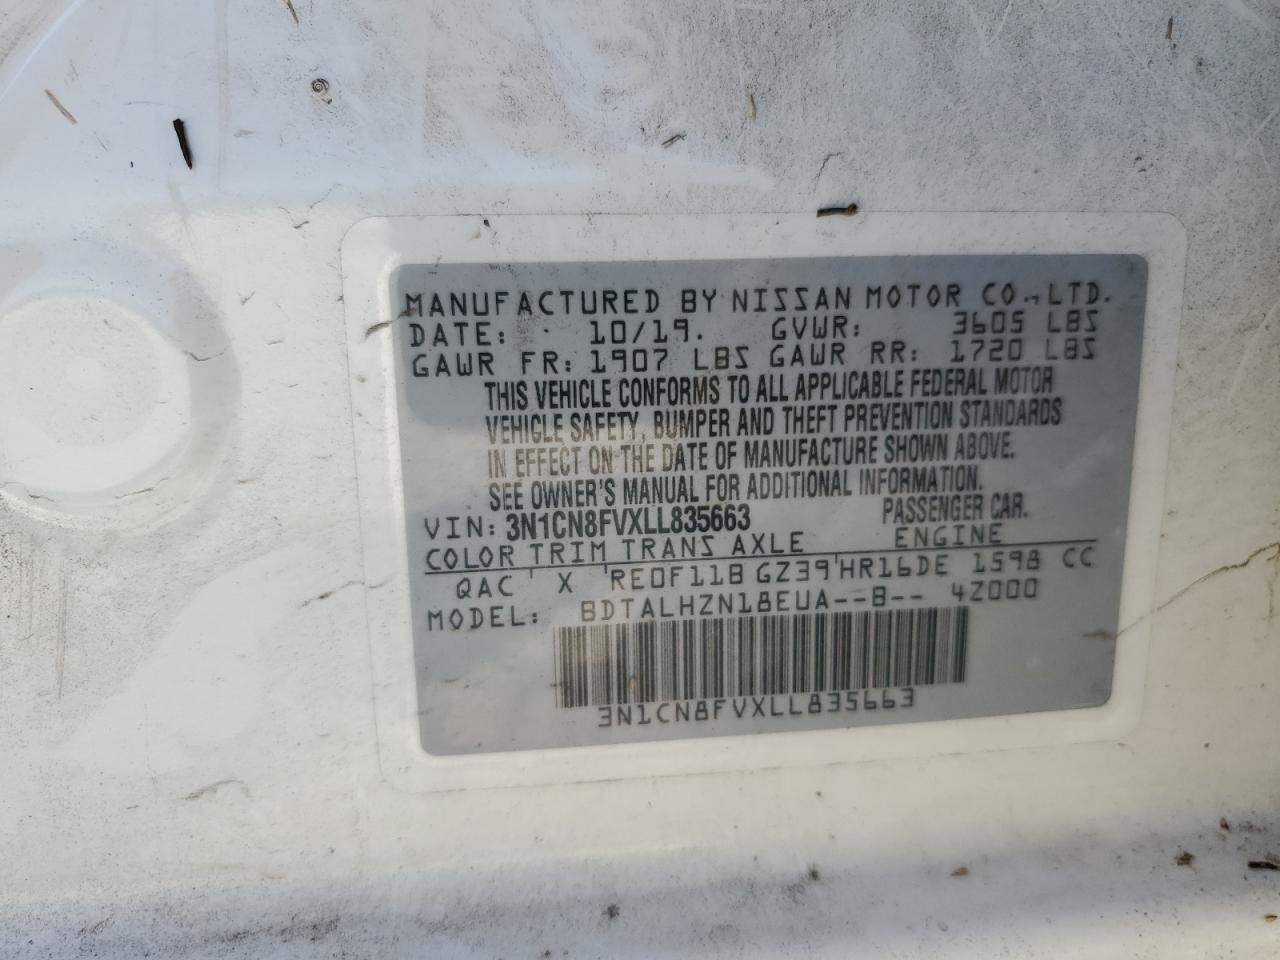 MANUFACTURED BY NISSAN MOTOR CO., LTD.
DATE: 10/19. GVWR: 3605 LBS
GAWR FR: 1907 LBS GAWR RR: 1720 LBS
THIS VEHICLE CONFORMS TO ALL APPLICABLE FEDERAL MOTOR
VEHICLE SAFETY, BUMPER AND THEFT PREVENTION STANDARDS
IN EFFECT ON THE DATE OF MANUFACTURE SHOWN ABOVE.
SEE OWNER'S MANUAL FOR ADDITIONAL INFORMATION.
VIN: 3N1CN8FVXLL835663 PASSENGER CAR.
COLOR TRIM TRANS AXLE ENGINE
QAC X RE0F11B GZ39 HR16DE 1598 CC
MODEL: BDTALHZN18EUA--B-- 4Z000
3N1CN8FVXLL835663